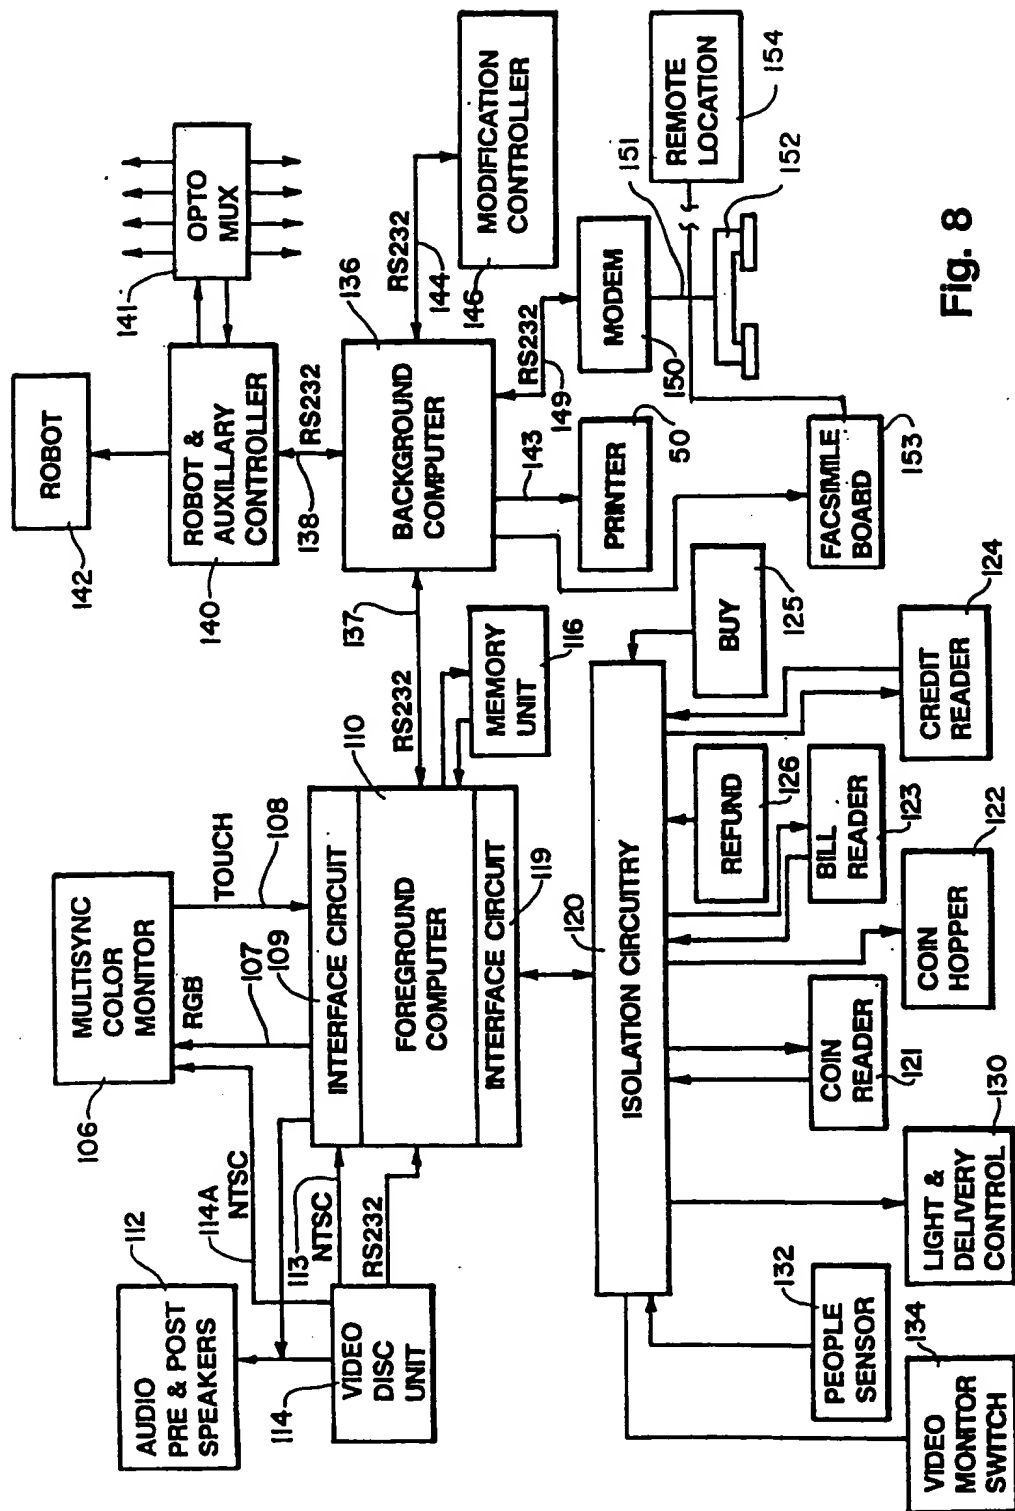 ROBOT
142
ROBOT &
AUXILLARY
CONTROLLER
140
141
OPTO
MUX
138
RS232
136
BACKGROUND
COMPUTER
137
RS232
RS232
144
146
MODIFICATION
CONTROLLER
143
PRINTER
50
RS232
149
MODEM
150
151
REMOTE
LOCATION
154
152
FACSIMILE
BOARD
153
MULTISYNC
COLOR
MONITOR
106
RGB
TOUCH
107
108
109
INTERFACE CIRCUIT
110
FOREGROUND
COMPUTER
INTERFACE CIRCUIT
119
MEMORY
UNIT
116
AUDIO
PRE & POST
SPEAKERS
112
114A
NTSC
113
NTSC
RS232
114
VIDEO
DISC
UNIT
120
ISOLATION CIRCUITRY
BUY
125
CREDIT
READER
124
REFUND
126
BILL
READER
123
COIN
HOPPER
122
COIN
READER
121
LIGHT &
DELIVERY
CONTROL
130
132
PEOPLE
SENSOR
134
VIDEO
MONITOR
SWITCH
Fig. 8